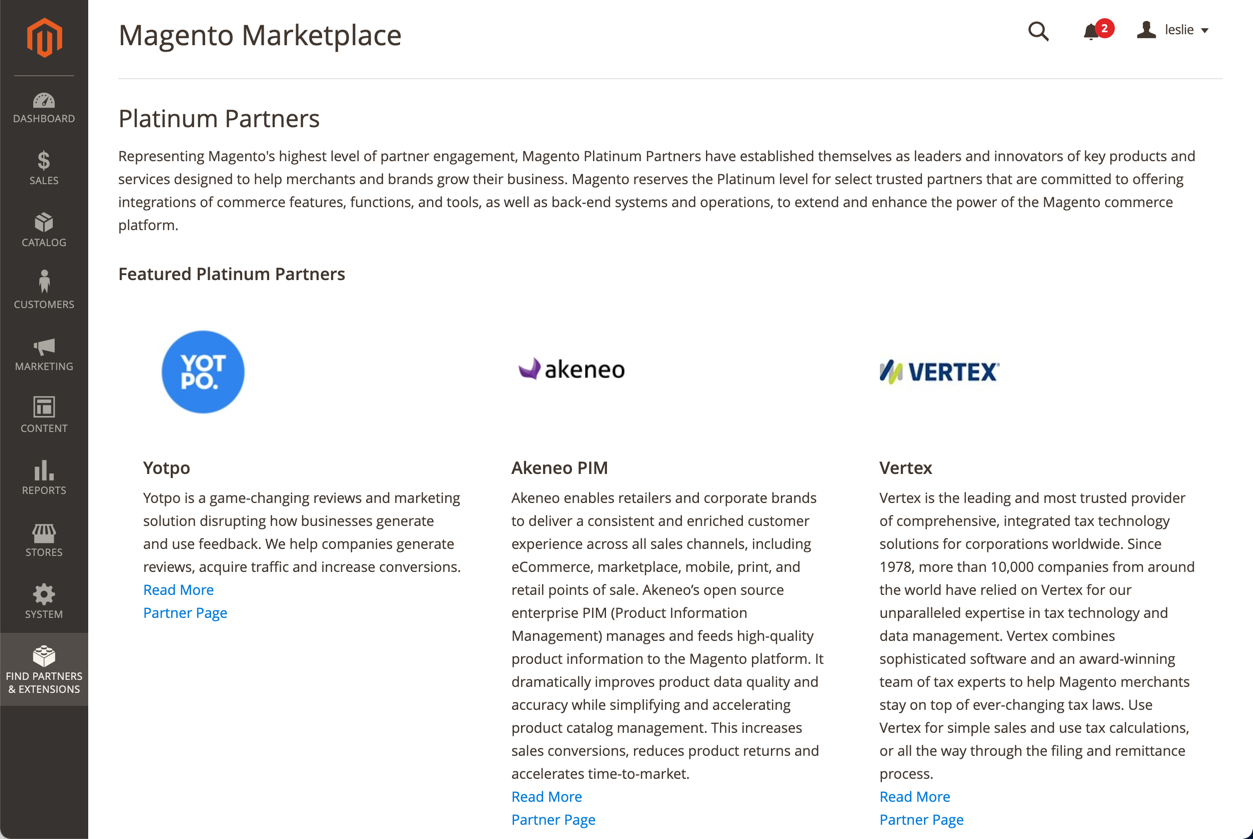 Magento Marketplace
2
leslie
DASHBOARD
SALES
CATALOG
CUSTOMERS
MARKETING
CONTENT
REPORTS
STORES
SYSTEM
FIND PARTNERS
& EXTENSIONS
Platinum Partners
Representing Magento's highest level of partner engagement, Magento Platinum Partners have established themselves as leaders and innovators of key products and
services designed to help merchants and brands grow their business. Magento reserves the Platinum level for select trusted partners that are committed to offering
integrations of commerce features, functions, and tools, as well as back-end systems and operations, to extend and enhance the power of the Magento commerce
platform.
Featured Platinum Partners
YOT
PO.
Yotpo
Yotpo is a game-changing reviews and marketing
solution disrupting how businesses generate
and use feedback. We help companies generate
reviews, acquire traffic and increase conversions.
Read More
Partner Page
akeneo
Akeneo PIM
Akeneo enables retailers and corporate brands
to deliver a consistent and enriched customer
experience across all sales channels, including
eCommerce, marketplace, mobile, print, and
retail points of sale. Akeneo’s open source
enterprise PIM (Product Information
Management) manages and feeds high-quality
product information to the Magento platform. It
dramatically improves product data quality and
accuracy while simplifying and accelerating
product catalog management. This increases
sales conversions, reduces product returns and
accelerates time-to-market.
Read More
Partner Page
VERTEX
Vertex
Vertex is the leading and most trusted provider
of comprehensive, integrated tax technology
solutions for corporations worldwide. Since
1978, more than 10,000 companies from around
the world have relied on Vertex for our
unparalleled expertise in tax technology and
data management. Vertex combines
sophisticated software and an award-winning
team of tax experts to help Magento merchants
stay on top of ever-changing tax laws. Use
Vertex for simple sales and use tax calculations,
or all the way through the filing and remittance
process.
Read More
Partner Page